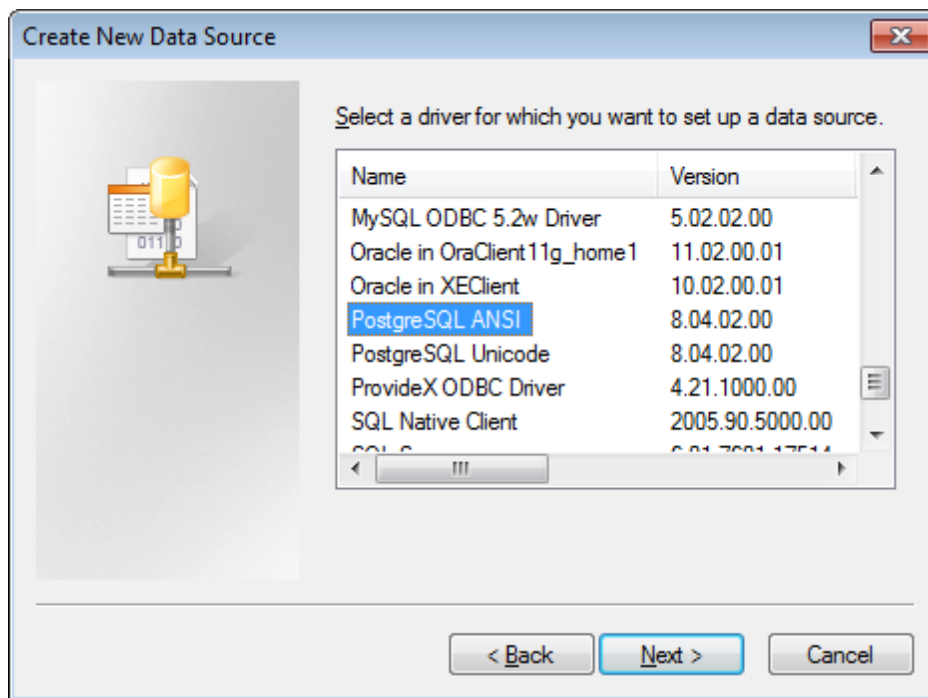 Create New Data Source
Select a driver for which you want to set up a data source.
Name Version
MySQL ODBC 5.2w Driver 5.02.02.00
Oracle in OraClient11g_home1 11.02.00.01
Oracle in XEClient 10.02.00.01
PostgreSQL ANSI 8.04.02.00
PostgreSQL Unicode 8.04.02.00
ProvideX ODBC Driver 4.21.1000.00
SQL Native Client 2005.90.5000.00
< Back Next > Cancel